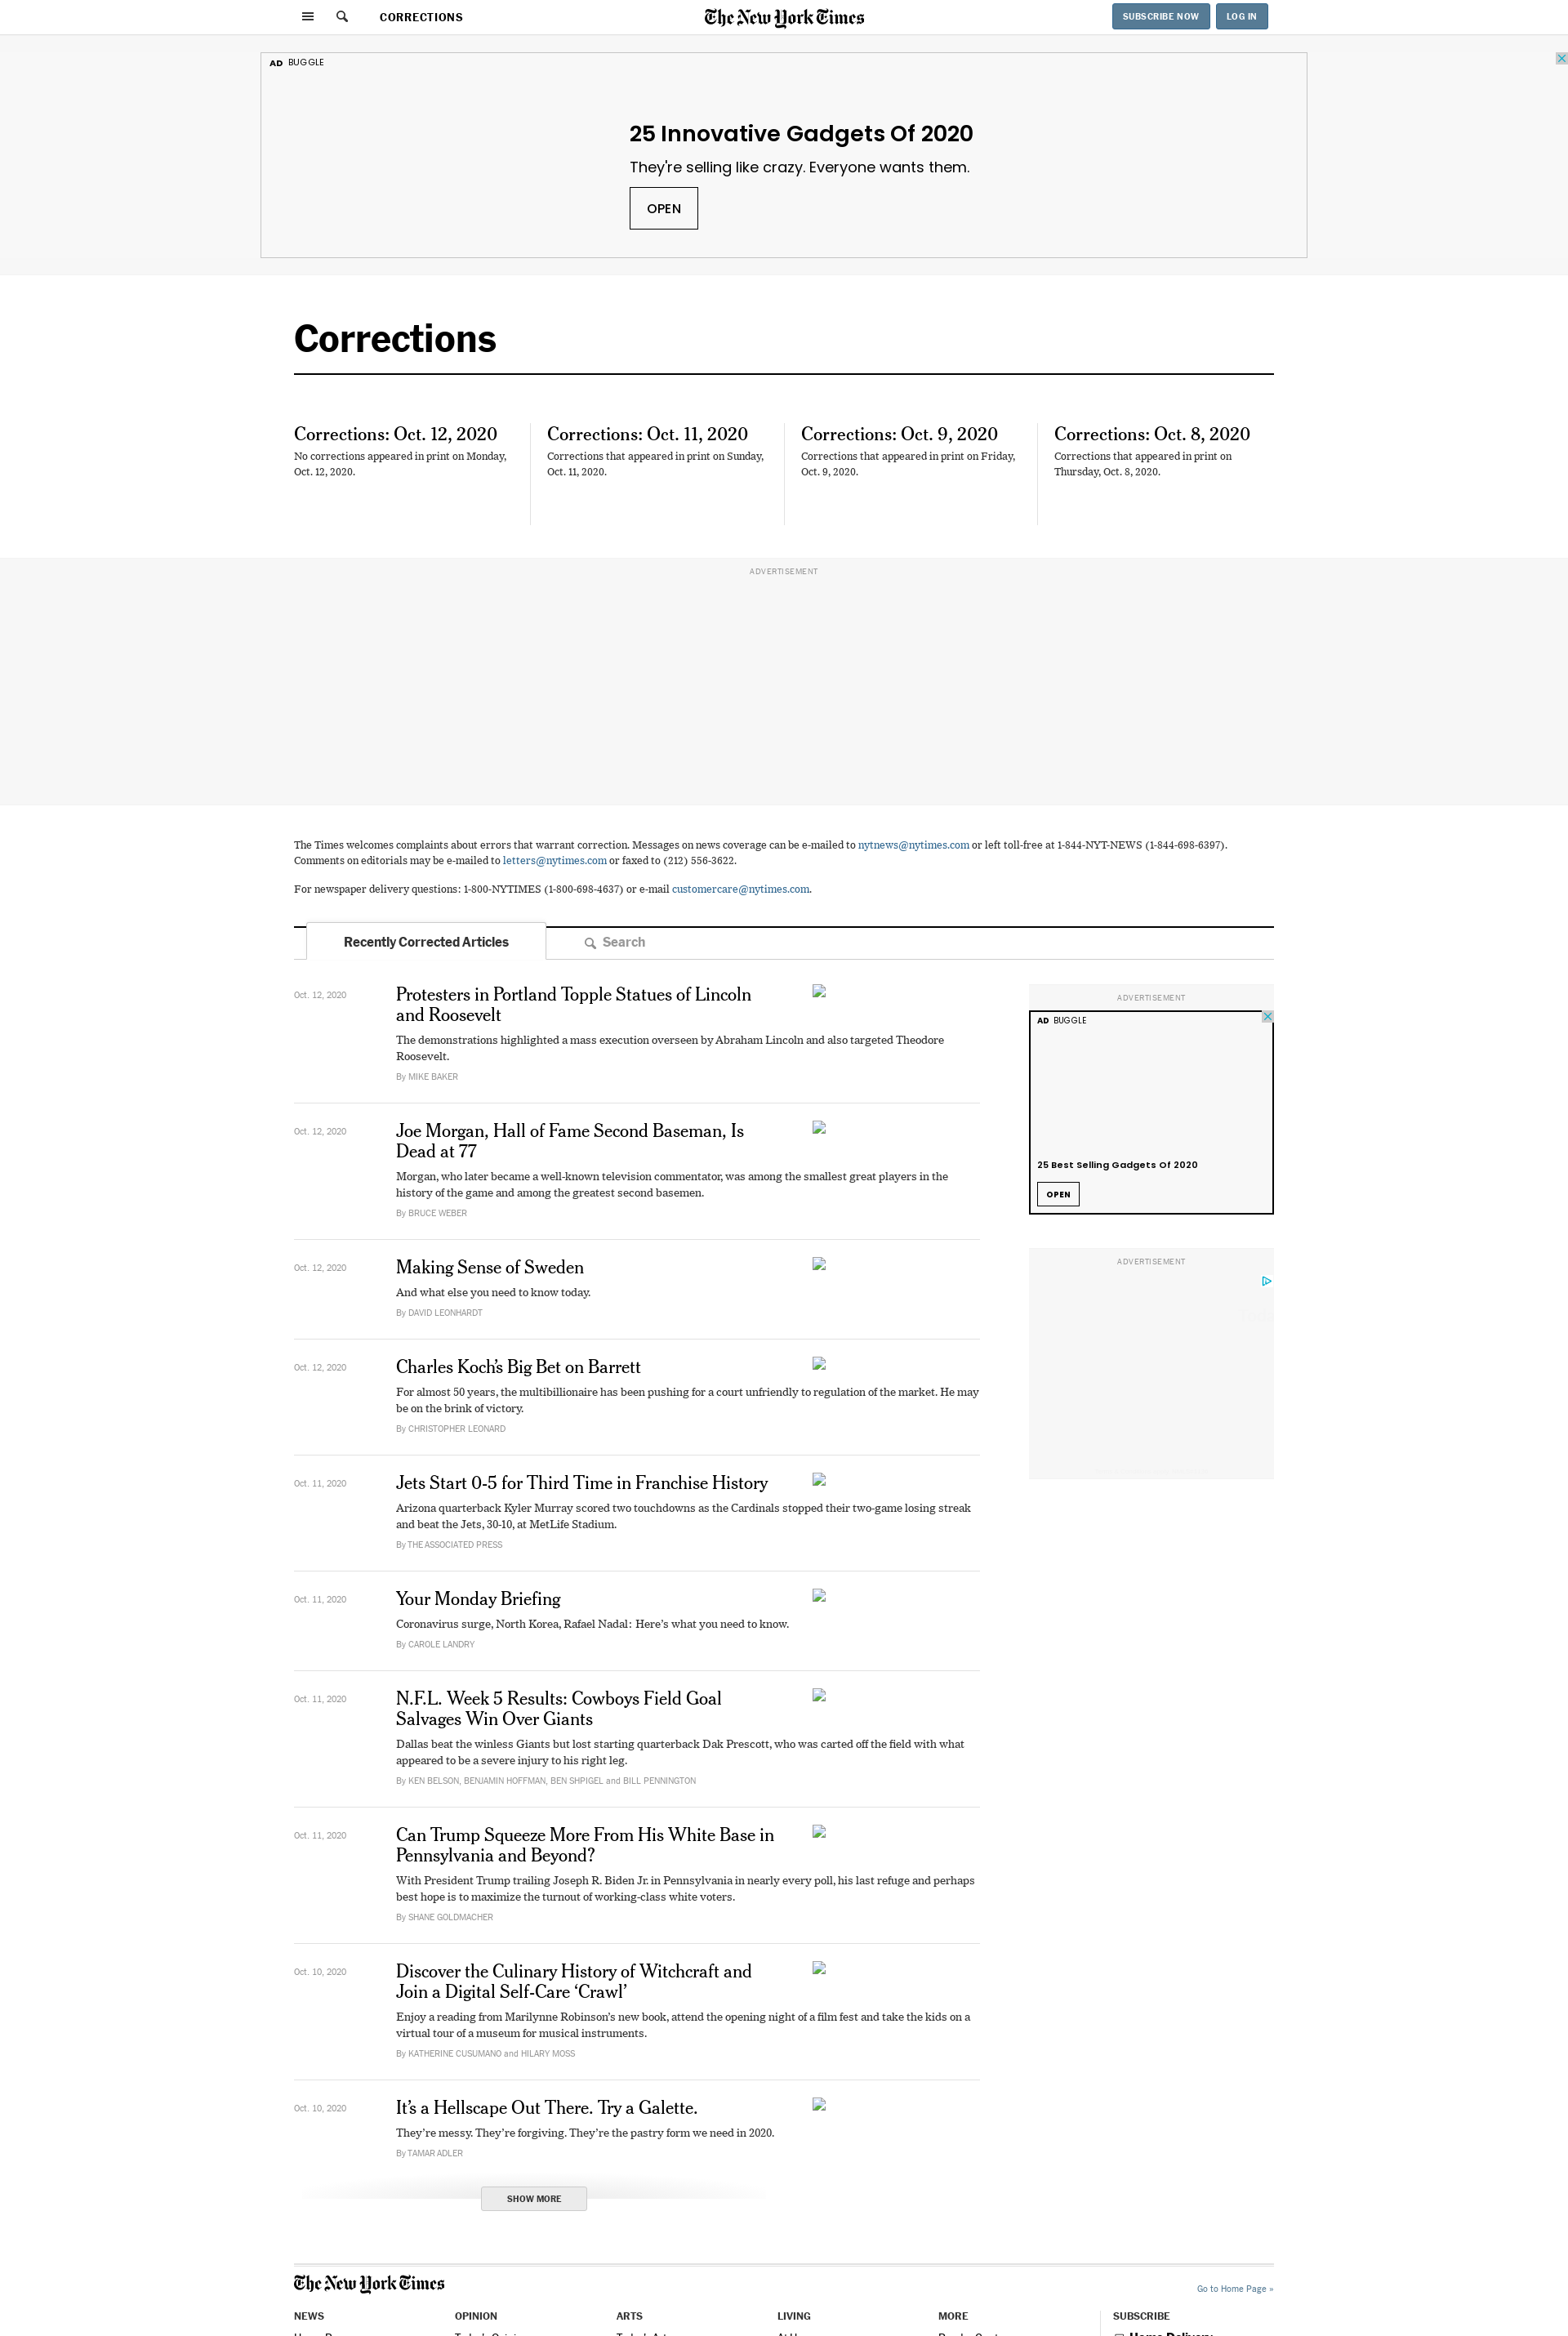 CORRECTIONS
The New York Times
SUBSCRIBE NOW
LOG IN
AD BUGGLE
25 Innovative Gadgets Of 2020
They're selling like crazy. Everyone wants them.
OPEN
Corrections
Corrections: Oct. 12, 2020
No corrections appeared in print on Monday,
Oct. 12, 2020.
Corrections: Oct. 11, 2020
Corrections that appeared in print on Sunday,
Oct. 11, 2020.
Corrections: Oct. 9, 2020
Corrections that appeared in print on Friday,
Oct. 9, 2020.
Corrections: Oct. 8, 2020
Corrections that appeared in print on
Thursday, Oct. 8, 2020.
ADVERTISEMENT
The Times welcomes complaints about errors that warrant correction. Messages on news coverage can be e-mailed to nytnews@nytimes.com or left toll-free at 1-844-NYT-NEWS (1-844-698-6397).
Comments on editorials may be e-mailed to letters@nytimes.com or faxed to (212) 556-3622.
For newspaper delivery questions: 1-800-NYTIMES (1-800-698-4637) or e-mail customercare@nytimes.com.
Recently Corrected Articles
Search
Oct. 12, 2020
Protesters in Portland Topple Statues of Lincoln
and Roosevelt
The demonstrations highlighted a mass execution overseen by Abraham Lincoln and also targeted Theodore
Roosevelt.
By MIKE BAKER
Oct. 12, 2020
Joe Morgan, Hall of Fame Second Baseman, Is
Dead at 77
Morgan, who later became a well-known television commentator, was among the smallest great players in the
history of the game and among the greatest second basemen.
By BRUCE WEBER
Oct. 12, 2020
Making Sense of Sweden
And what else you need to know today.
By DAVID LEONHARDT
Oct. 12, 2020
Charles Koch’s Big Bet on Barrett
For almost 50 years, the multibillionaire has been pushing for a court unfriendly to regulation of the market. He may
be on the brink of victory.
By CHRISTOPHER LEONARD
Oct. 11, 2020
Jets Start 0-5 for Third Time in Franchise History
Arizona quarterback Kyler Murray scored two touchdowns as the Cardinals stopped their two-game losing streak
and beat the Jets, 30-10, at MetLife Stadium.
By THE ASSOCIATED PRESS
Oct. 11, 2020
Your Monday Briefing
Coronavirus surge, North Korea, Rafael Nadal: Here’s what you need to know.
By CAROLE LANDRY
Oct. 11, 2020
N.F.L. Week 5 Results: Cowboys Field Goal
Salvages Win Over Giants
Dallas beat the winless Giants but lost starting quarterback Dak Prescott, who was carted off the field with what
appeared to be a severe injury to his right leg.
By KEN BELSON, BENJAMIN HOFFMAN, BEN SHPIGEL and BILL PENNINGTON
Oct. 11, 2020
Can Trump Squeeze More From His White Base in
Pennsylvania and Beyond?
With President Trump trailing Joseph R. Biden Jr. in Pennsylvania in nearly every poll, his last refuge and perhaps
best hope is to maximize the turnout of working-class white voters.
By SHANE GOLDMACHER
Oct. 10, 2020
Discover the Culinary History of Witchcraft and
Join a Digital Self-Care ‘Crawl’
Enjoy a reading from Marilynne Robinson’s new book, attend the opening night of a film fest and take the kids on a
virtual tour of a museum for musical instruments.
By KATHERINE CUSUMANO and HILARY MOSS
Oct. 10, 2020
It’s a Hellscape Out There. Try a Galette.
They’re messy. They’re forgiving. They’re the pastry form we need in 2020.
By TAMAR ADLER
SHOW MORE
ADVERTISEMENT
AD BUGGLE
25 Best Selling Gadgets Of 2020
OPEN
ADVERTISEMENT
The New York Times
Go to Home Page »
NEWS
OPINION
ARTS
LIVING
MORE
SUBSCRIBE